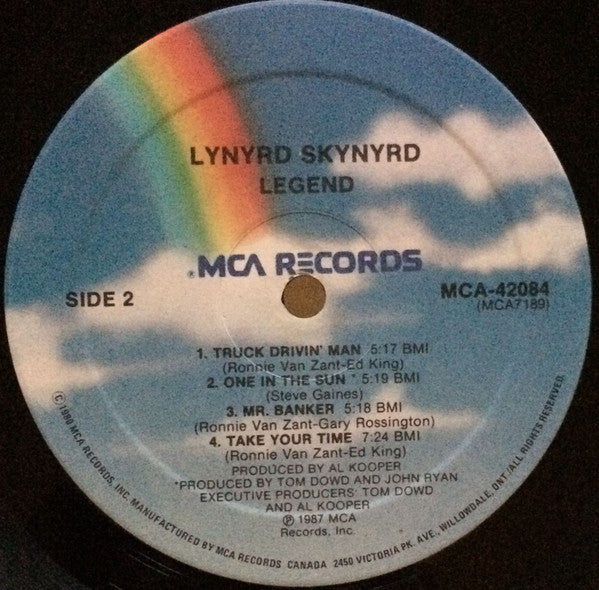 LYNYRD SKYNYRD
LEGEND
®MCA RECORDS
SIDE 2
MCA-42084
(MCA7189)
1. TRUCK DRIVIN' MAN 5:17 BMI
(Ronnie Van Zant-Ed King)
2. ONE IN THE SUN * 5:19 BMI
(Steve Gaines)
3. MR. BANKER 5:18 BMI
(Ronnie Van Zant-Gary Rossington)
4. TAKE YOUR TIME 7:24 BMI
(Ronnie Van Zant-Ed King)
PRODUCED BY AL KOOPER
*PRODUCED BY TOM DOWD AND JOHN RYAN
EXECUTIVE PRODUCERS: TOM DOWD
AND AL KOOPER
℗ 1987 MCA
Records, Inc.
© 1980 MCA RECORDS, INC. MANUFACTURED BY MCA RECORDS CANADA 2450 VICTORIA PK. AVE., WILLOWDALE, ONT./ALL RIGHTS RESERVED.